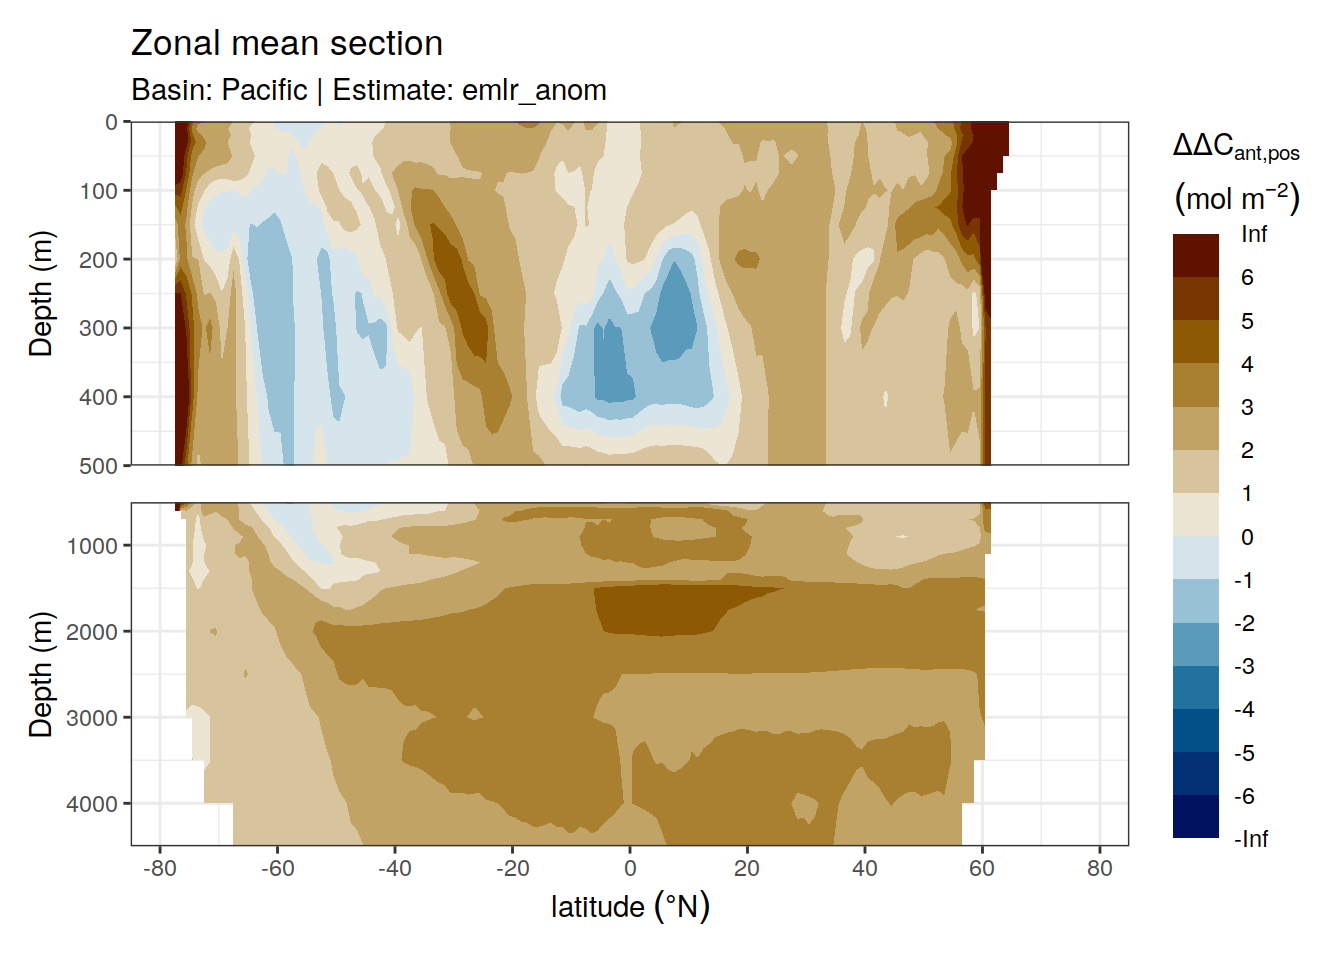 Zonal mean section
Basin: Pacific | Estimate: emlr_anom
ΔΔC_ant,pos
(mol m⁻²)
Inf
6
5
4
3
2
1
0
-1
-2
-3
-4
-5
-6
-Inf
Depth (m)
0
100
200
300
400
500
Depth (m)
1000
2000
3000
4000
-80 -60 -40 -20 0 20 40 60 80
latitude (°N)